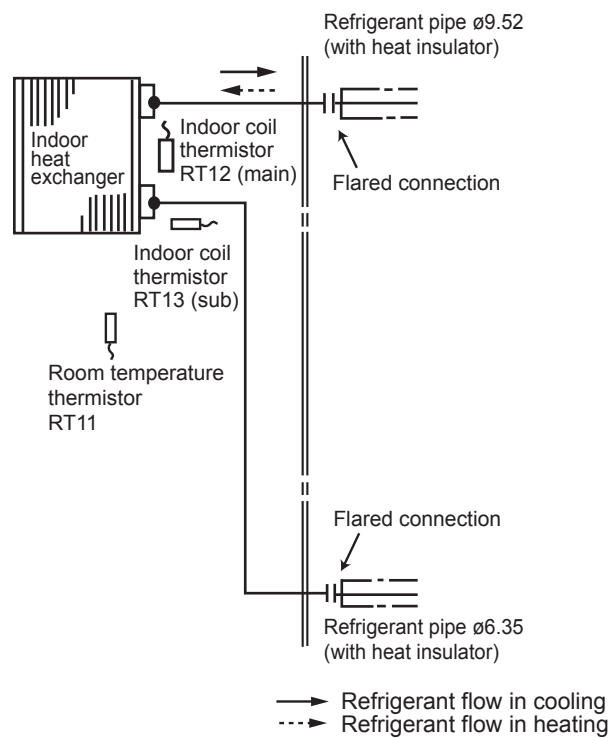 Refrigerant pipe ø9.52
(with heat insulator)
Indoor
heat
exchanger
Indoor coil
thermistor
RT12 (main)
Flared connection
Indoor coil
thermistor
RT13 (sub)
Room temperature
thermistor
RT11
Flared connection
Refrigerant pipe ø6.35
(with heat insulator)
Refrigerant flow in cooling
Refrigerant flow in heating